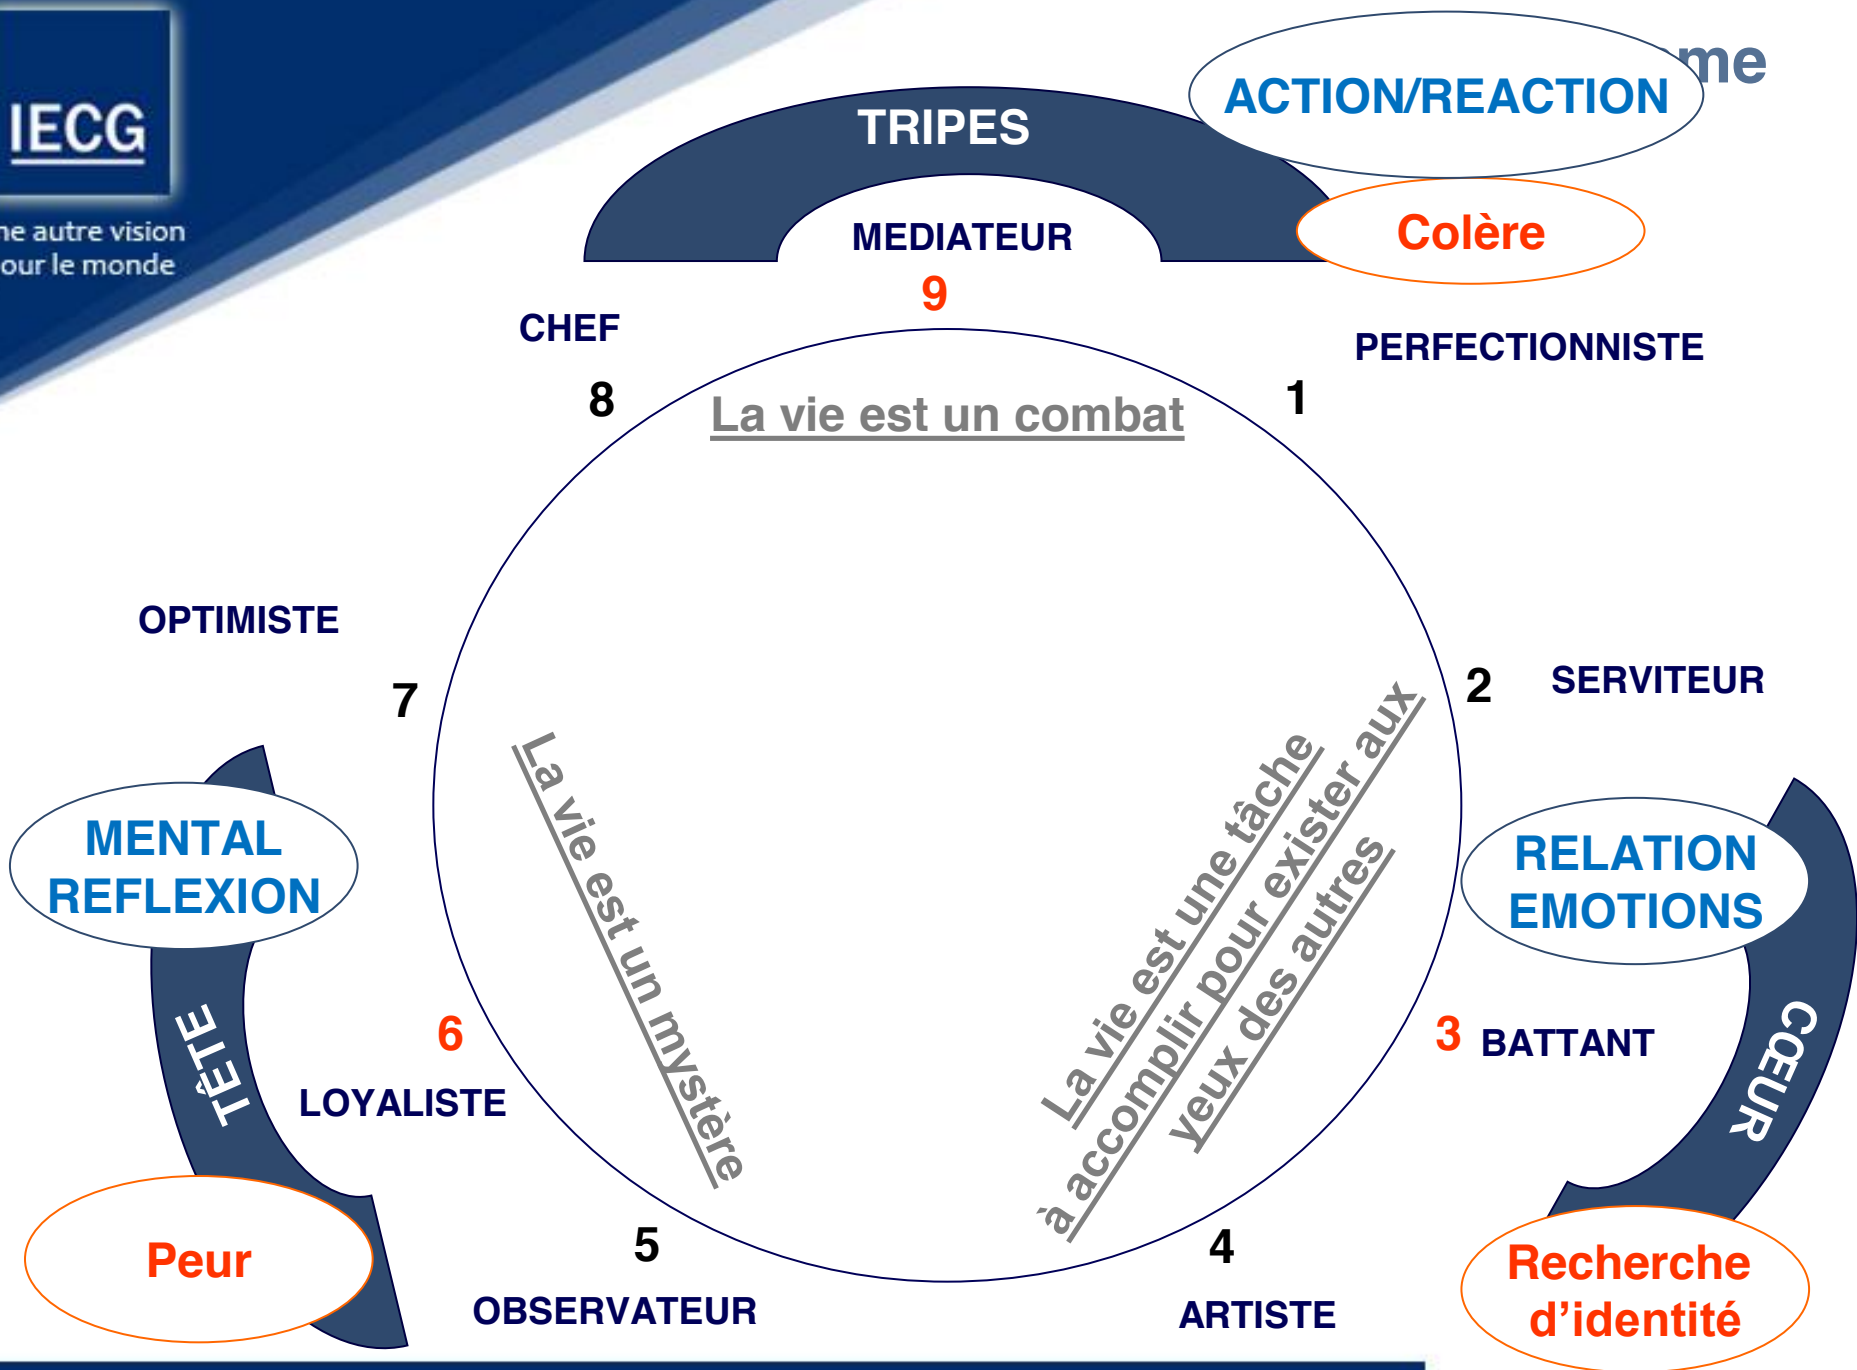 me
ACTION/REACTION
TRIPES
IECG
ne autre vision
our le monde
Colère
MEDIATEUR
9
CHEF
8
PERFECTIONNISTE
1
La vie est un combat
OPTIMISTE
7
2
SERVITEUR
MENTAL
REFLEXION
La vie est un mystère
La vie est une tâche
à accomplir pour exister aux
yeux des autres
RELATION
EMOTIONS
TÊTE
6
LOYALISTE
3
BATTANT
CŒUR
Peur
5
OBSERVATEUR
4
ARTISTE
Recherche
d’identité